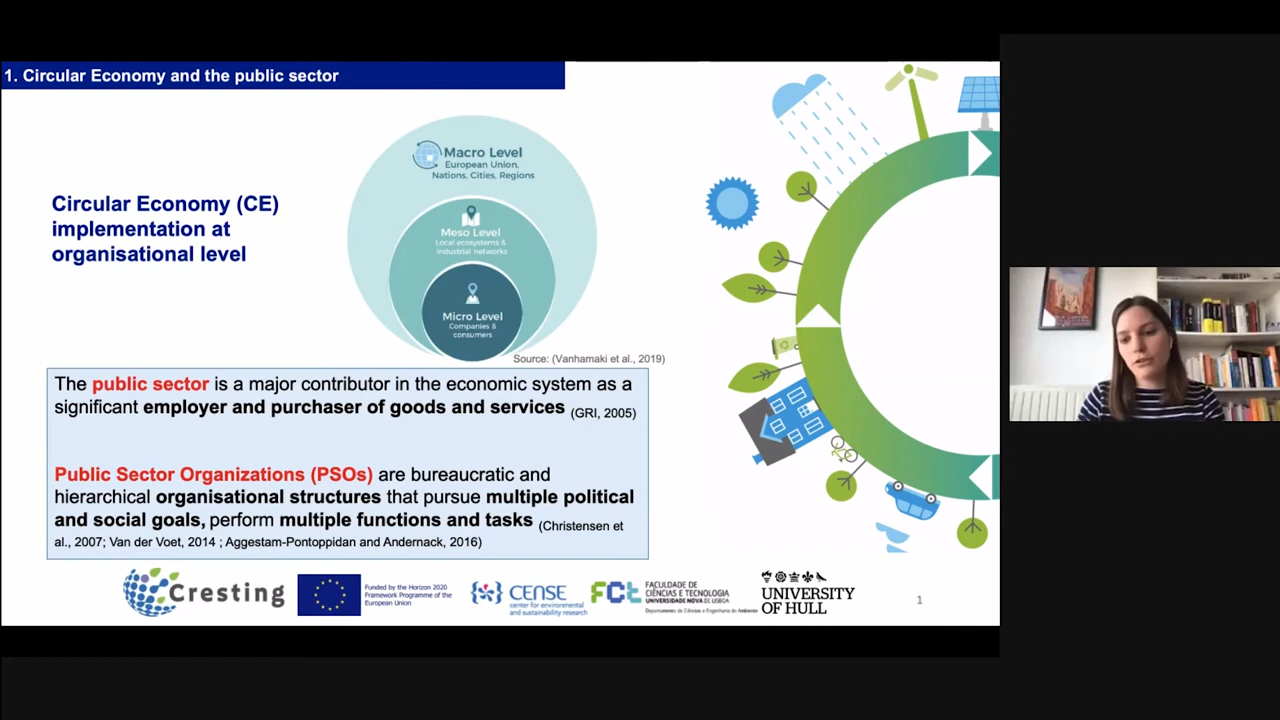 1. Circular Economy and the public sector
Circular Economy (CE)
implementation at
organisational level
Macro Level
European Union,
Nations, Cities, Regions
Meso Level
Local ecosystems &
industrial networks
Micro Level
Companies &
consumers
Source: (Vanhamaki et al., 2019)
The public sector is a major contributor in the economic system as a
significant employer and purchaser of goods and services (GRI, 2005)
Public Sector Organizations (PSOs) are bureaucratic and
hierarchical organisational structures that pursue multiple political
and social goals, perform multiple functions and tasks (Christensen et
al., 2007; Van der Voet, 2014 ; Aggestam-Pontoppidan and Andernack, 2016)
Cresting
Funded by the Horizon 2020
Framework Programme of the
European Union
CENSE
center for environmental
and sustainability research
FCt
FACULDADE DE
CIÊNCIAS E TECNOLOGIA
UNIVERSIDADE NOVA DE LISBOA
Departamento de Ciências e Engenharia do Ambiente
UNIVERSITY
OF HULL
1